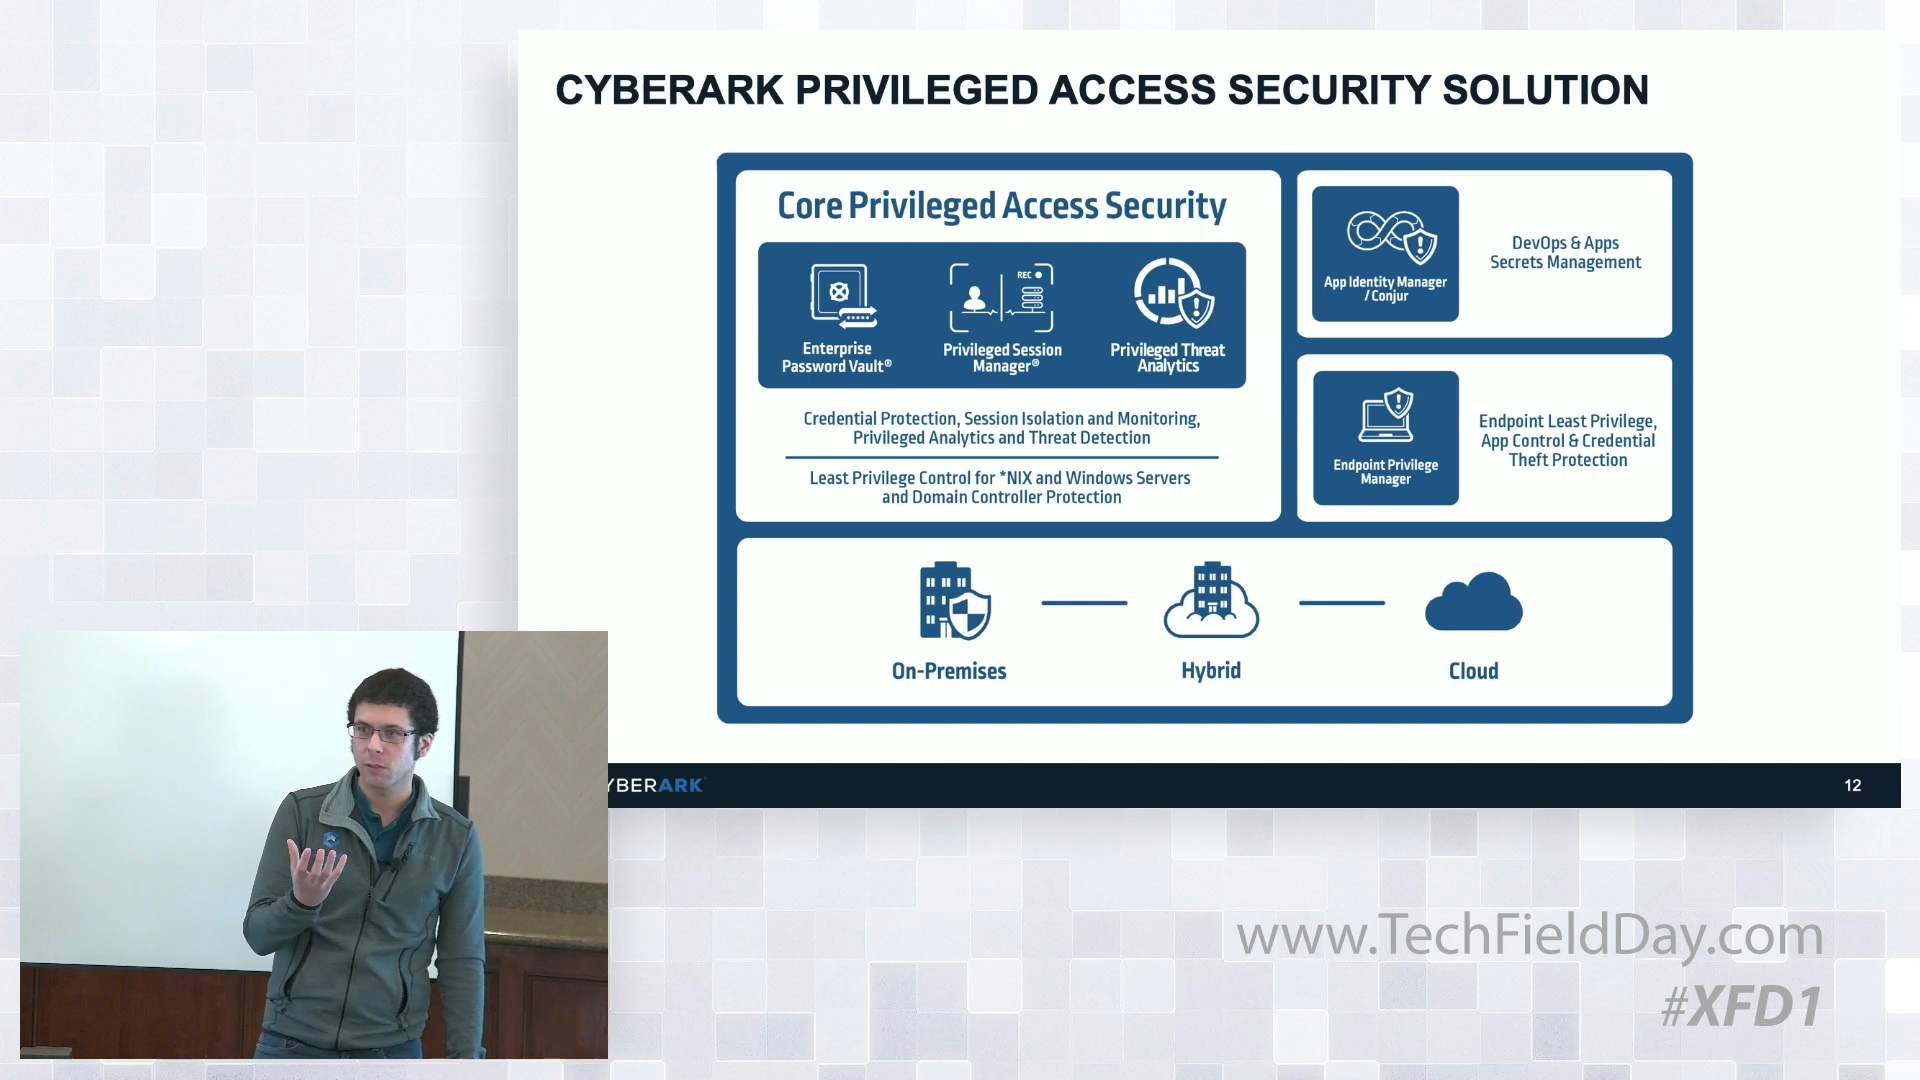 CYBERARK PRIVILEGED ACCESS SECURITY SOLUTION
Core Privileged Access Security
REC
Enterprise
Password Vault®
Privileged Session
Manager®
Privileged Threat
Analytics
Credential Protection, Session Isolation and Monitoring,
Privileged Analytics and Threat Detection
Least Privilege Control for *NIX and Windows Servers
and Domain Controller Protection
App Identity Manager
/ Conjur
DevOps & Apps
Secrets Management
Endpoint Privilege
Manager
Endpoint Least Privilege,
App Control & Credential
Theft Protection
On-Premises
Hybrid
Cloud
YBERARK
12
www.TechFieldDay.com
#XFD1